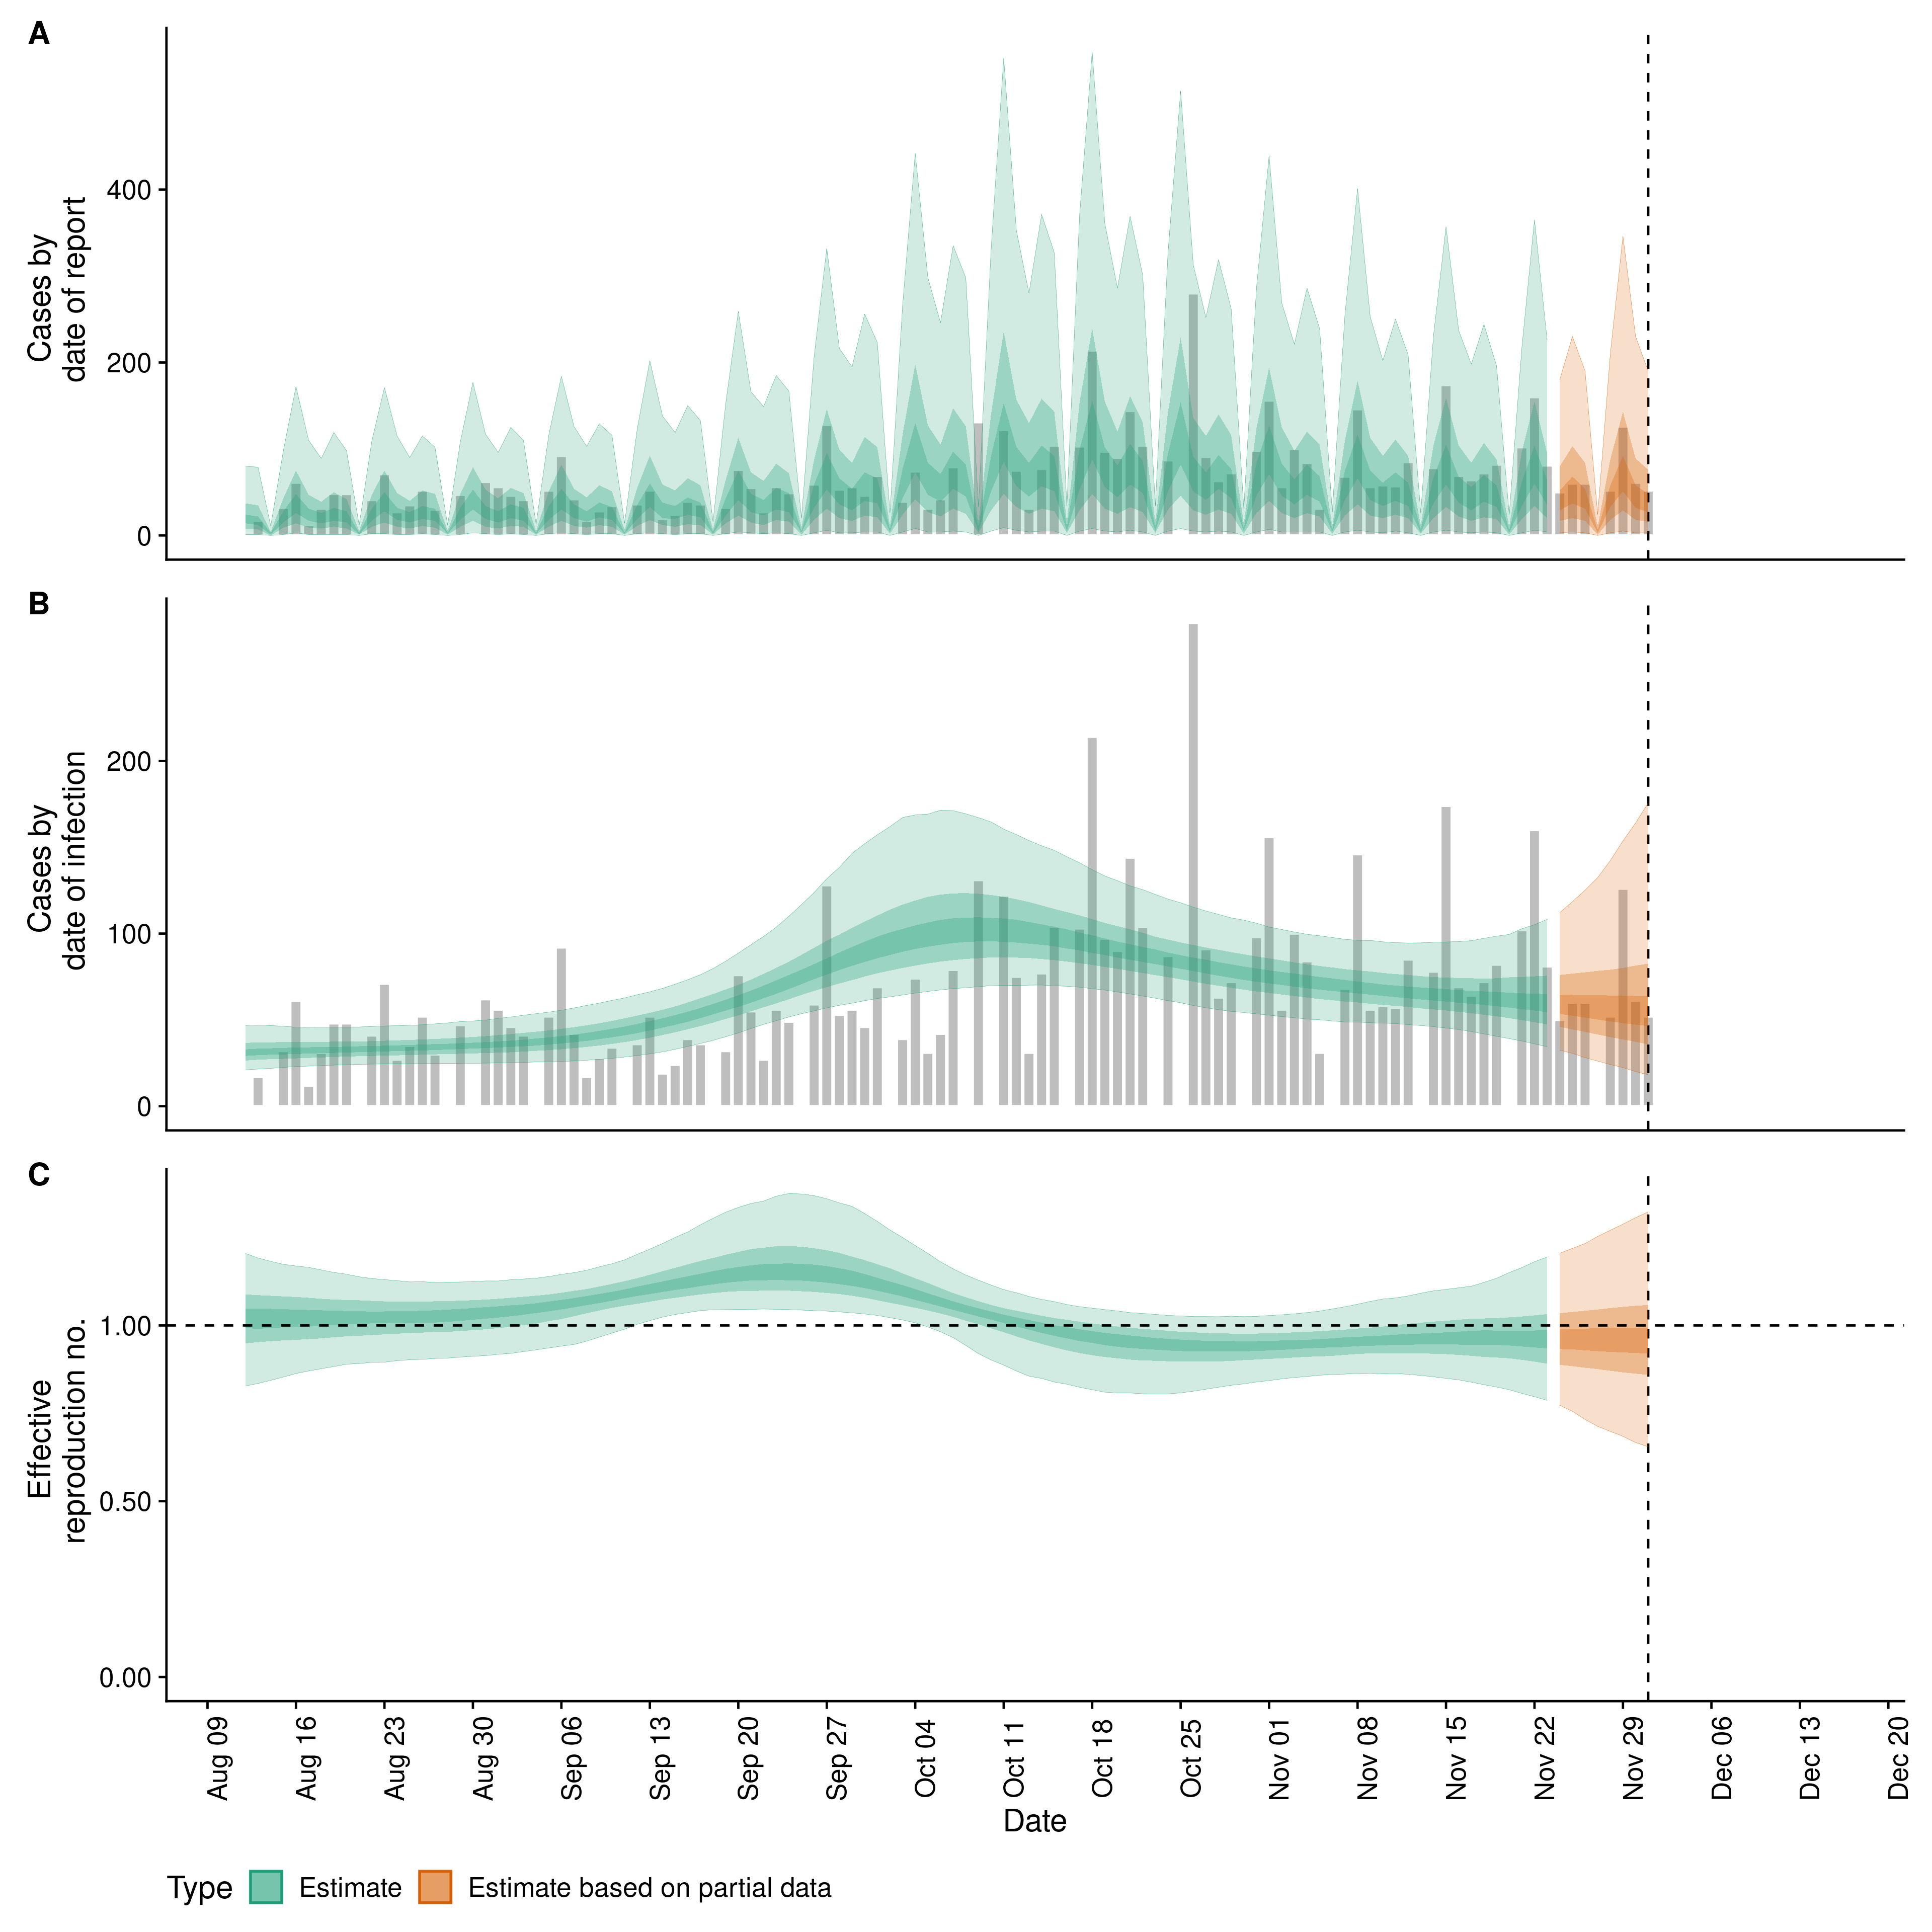 A
Cases by
date of report
400
200
0
B
Cases by
date of infection
200
100
0
C
Effective
reproduction no.
1.00
0.50
0.00
Aug 09
Aug 16
Aug 23
Aug 30
Sep 06
Sep 13
Sep 20
Sep 27
Oct 04
Oct 11
Oct 18
Oct 25
Nov 01
Nov 08
Nov 15
Nov 22
Nov 29
Dec 06
Dec 13
Dec 20
Date
Type Estimate Estimate based on partial data